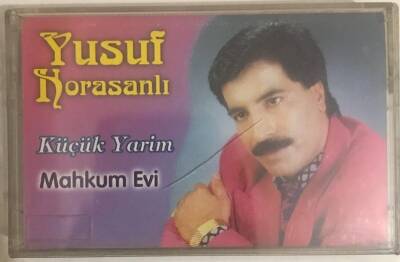 Yusuf
Horasanlı
Küçük Yarim
Mahkum Evi